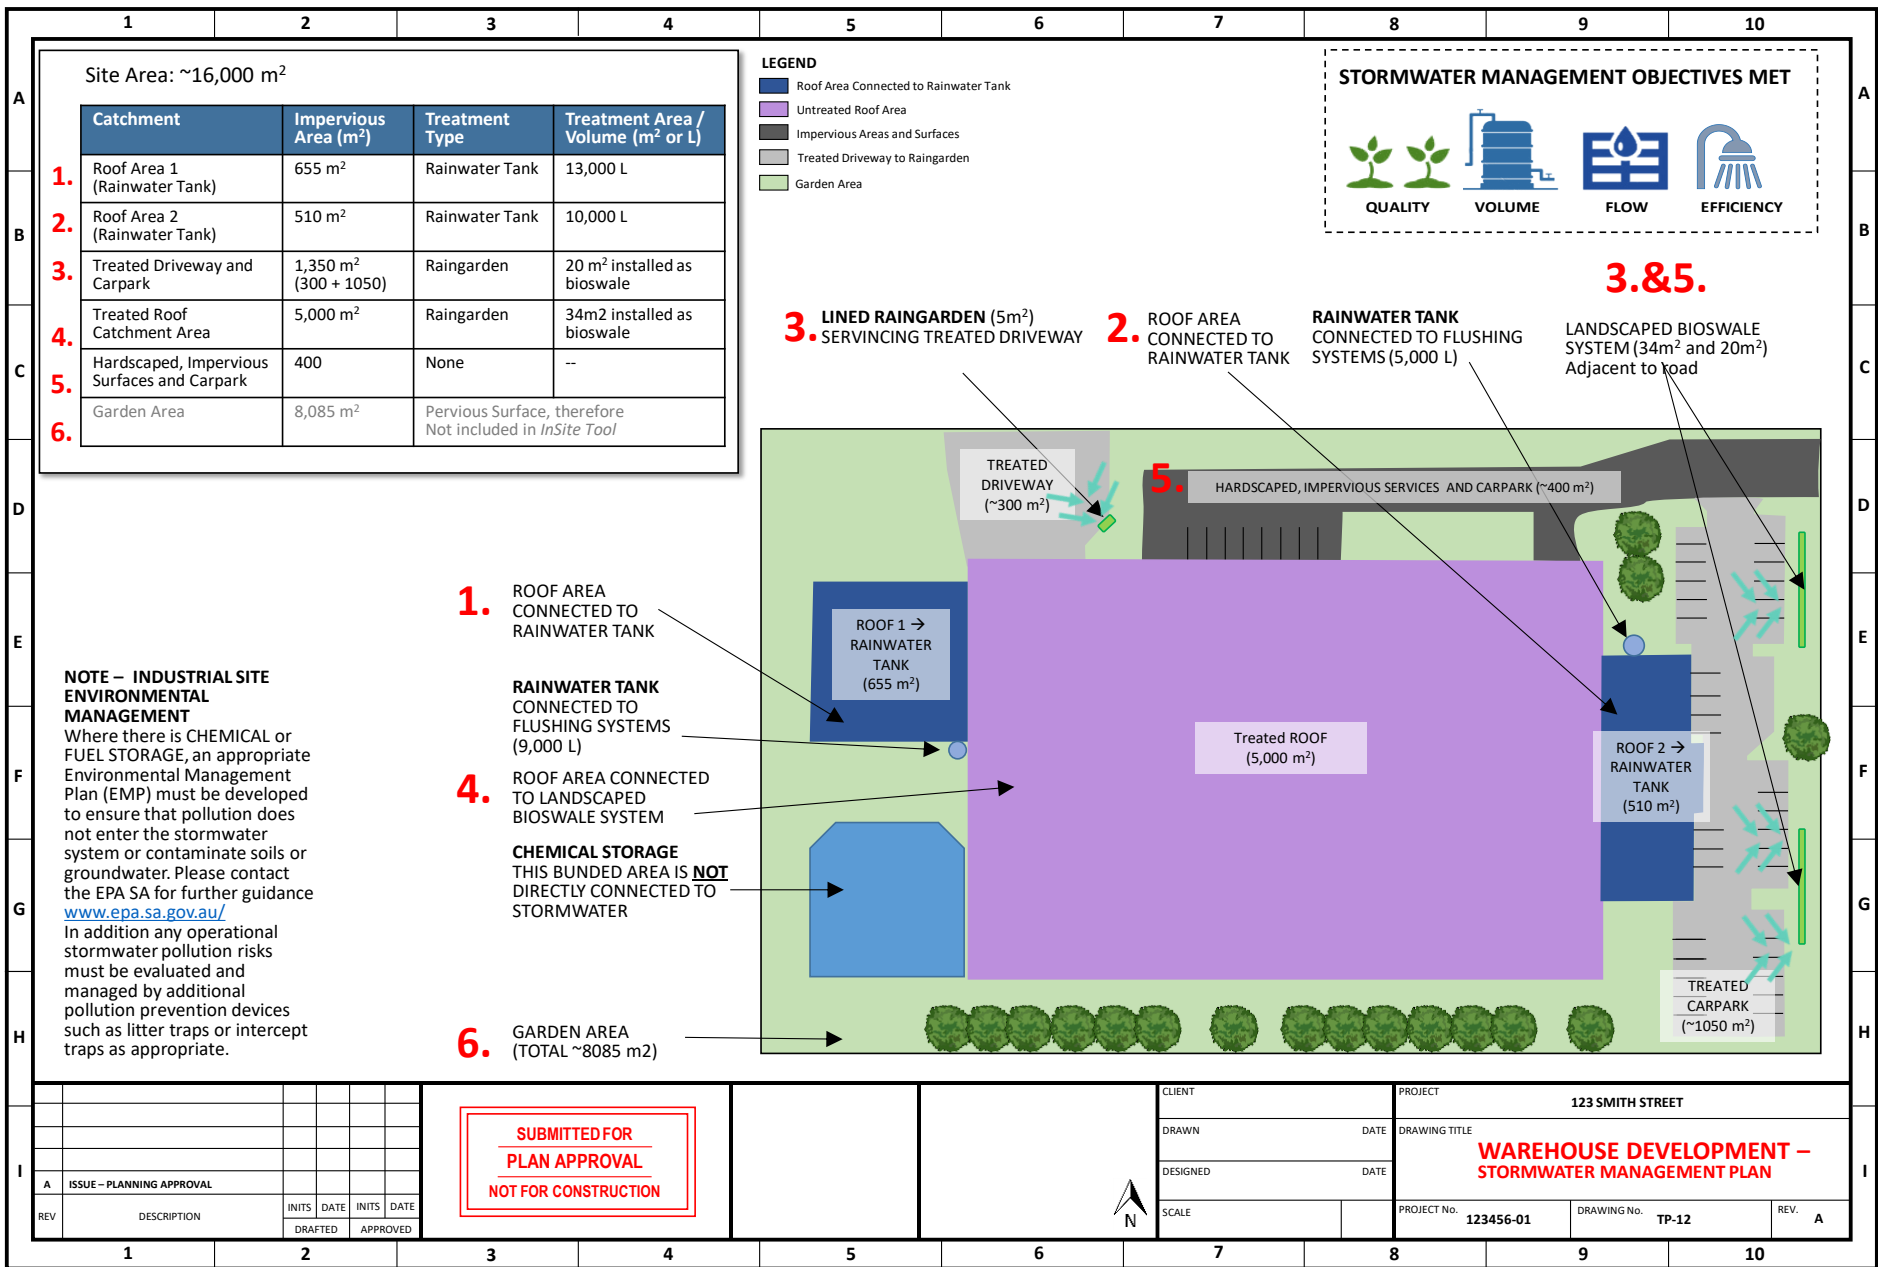 1 2 3 4 5 6 7 8 9 10
A
B
C
D
E
F
G
H
I
Site Area: ~16,000 m²
Catchment | Impervious Area (m²) | Treatment Type | Treatment Area / Volume (m² or L)
1. Roof Area 1 (Rainwater Tank) | 655 m² | Rainwater Tank | 13,000 L
2. Roof Area 2 (Rainwater Tank) | 510 m² | Rainwater Tank | 10,000 L
3. Treated Driveway and Carpark | 1,350 m² (300 + 1050) | Raingarden | 20 m² installed as bioswale
4. Treated Roof Catchment Area | 5,000 m² | Raingarden | 34m2 installed as bioswale
5. Hardscaped, Impervious Surfaces and Carpark | 400 | None | --
6. Garden Area | 8,085 m² | Pervious Surface, therefore Not included in InSite Tool
LEGEND
Roof Area Connected to Rainwater Tank
Untreated Roof Area
Impervious Areas and Surfaces
Treated Driveway to Raingarden
Garden Area
STORMWATER MANAGEMENT OBJECTIVES MET
QUALITY VOLUME FLOW EFFICIENCY
3. LINED RAINGARDEN (5m²)
SERVINCING TREATED DRIVEWAY
2. ROOF AREA
CONNECTED TO
RAINWATER TANK
RAINWATER TANK
CONNECTED TO FLUSHING
SYSTEMS (5,000 L)
3.&5.
LANDSCAPED BIOSWALE
SYSTEM (34m² and 20m²)
Adjacent to road
TREATED
DRIVEWAY
(~300 m²)
5. HARDSCAPED, IMPERVIOUS SERVICES AND CARPARK (~400 m²)
1. ROOF AREA
CONNECTED TO
RAINWATER TANK
ROOF 1 →
RAINWATER
TANK
(655 m²)
RAINWATER TANK
CONNECTED TO
FLUSHING SYSTEMS
(9,000 L)
4. ROOF AREA CONNECTED
TO LANDSCAPED
BIOSWALE SYSTEM
Treated ROOF
(5,000 m²)
ROOF 2 →
RAINWATER
TANK
(510 m²)
CHEMICAL STORAGE
THIS BUNDED AREA IS NOT
DIRECTLY CONNECTED TO
STORMWATER
TREATED
CARPARK
(~1050 m²)
6. GARDEN AREA
(TOTAL ~8085 m2)
NOTE – INDUSTRIAL SITE
ENVIRONMENTAL
MANAGEMENT
Where there is CHEMICAL or
FUEL STORAGE, an appropriate
Environmental Management
Plan (EMP) must be developed
to ensure that pollution does
not enter the stormwater
system or contaminate soils or
groundwater. Please contact
the EPA SA for further guidance
www.epa.sa.gov.au/
In addition any operational
stormwater pollution risks
must be evaluated and
managed by additional
pollution prevention devices
such as litter traps or intercept
traps as appropriate.
A ISSUE – PLANNING APPROVAL
REV DESCRIPTION INITS DATE INITS DATE
DRAFTED APPROVED
SUBMITTED FOR
PLAN APPROVAL
NOT FOR CONSTRUCTION
N
CLIENT
DRAWN DATE
DESIGNED DATE
SCALE
PROJECT
123 SMITH STREET
DRAWING TITLE
WAREHOUSE DEVELOPMENT –
STORMWATER MANAGEMENT PLAN
PROJECT No. 123456-01
DRAWING No. TP-12
REV. A
A
B
C
D
E
F
G
H
I
1 2 3 4 5 6 7 8 9 10